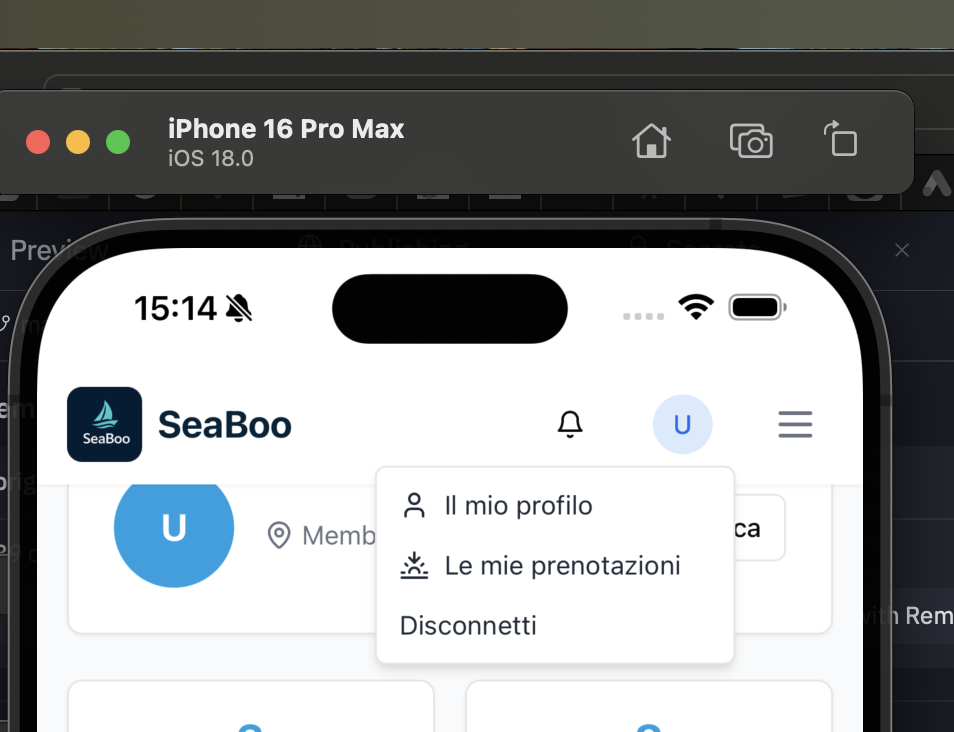 iPhone 16 Pro Max
iOS 18.0
Preview
15:14
SeaBoo
SeaBoo
U
U
Memb
ca
Il mio profilo
Le mie prenotazioni
Disconnetti
with Rem